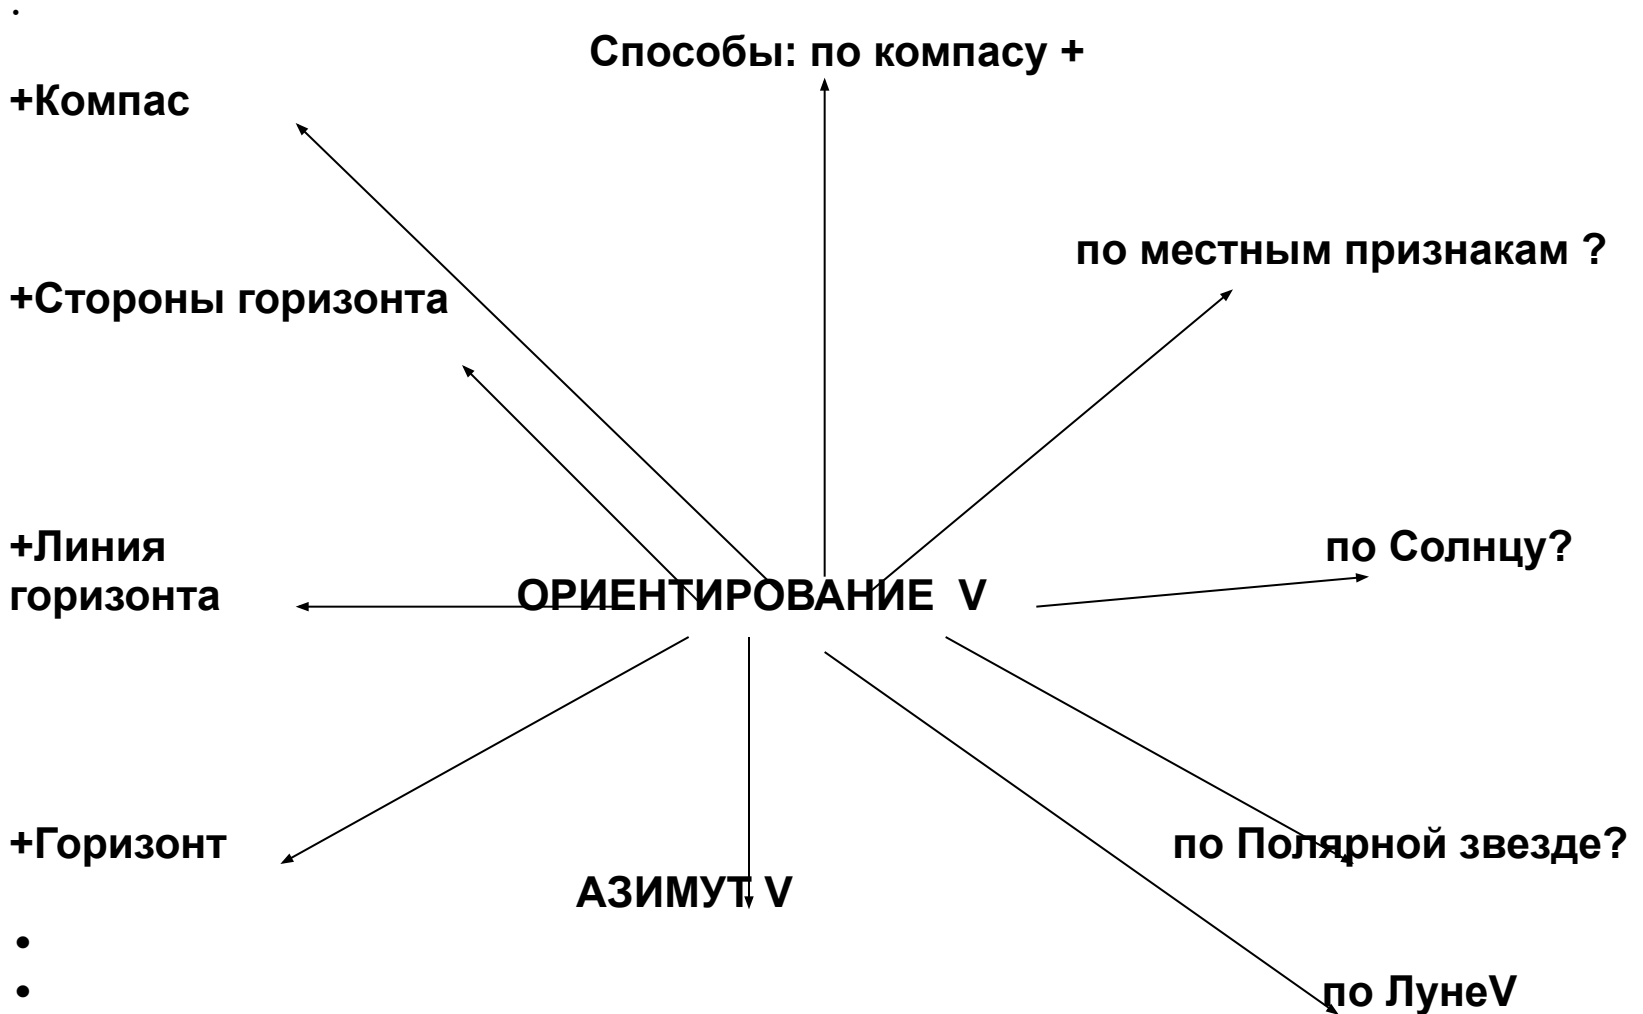 Способы: по компасу +
+Компас
по местным признакам ?
+Стороны горизонта
+Линия
по Солнцу?
горизонта
ОРИЕНТИРОВАНИЕ V
+Горизонт
по Полярной звезде?
АЗИМУТ V
по ЛунеV